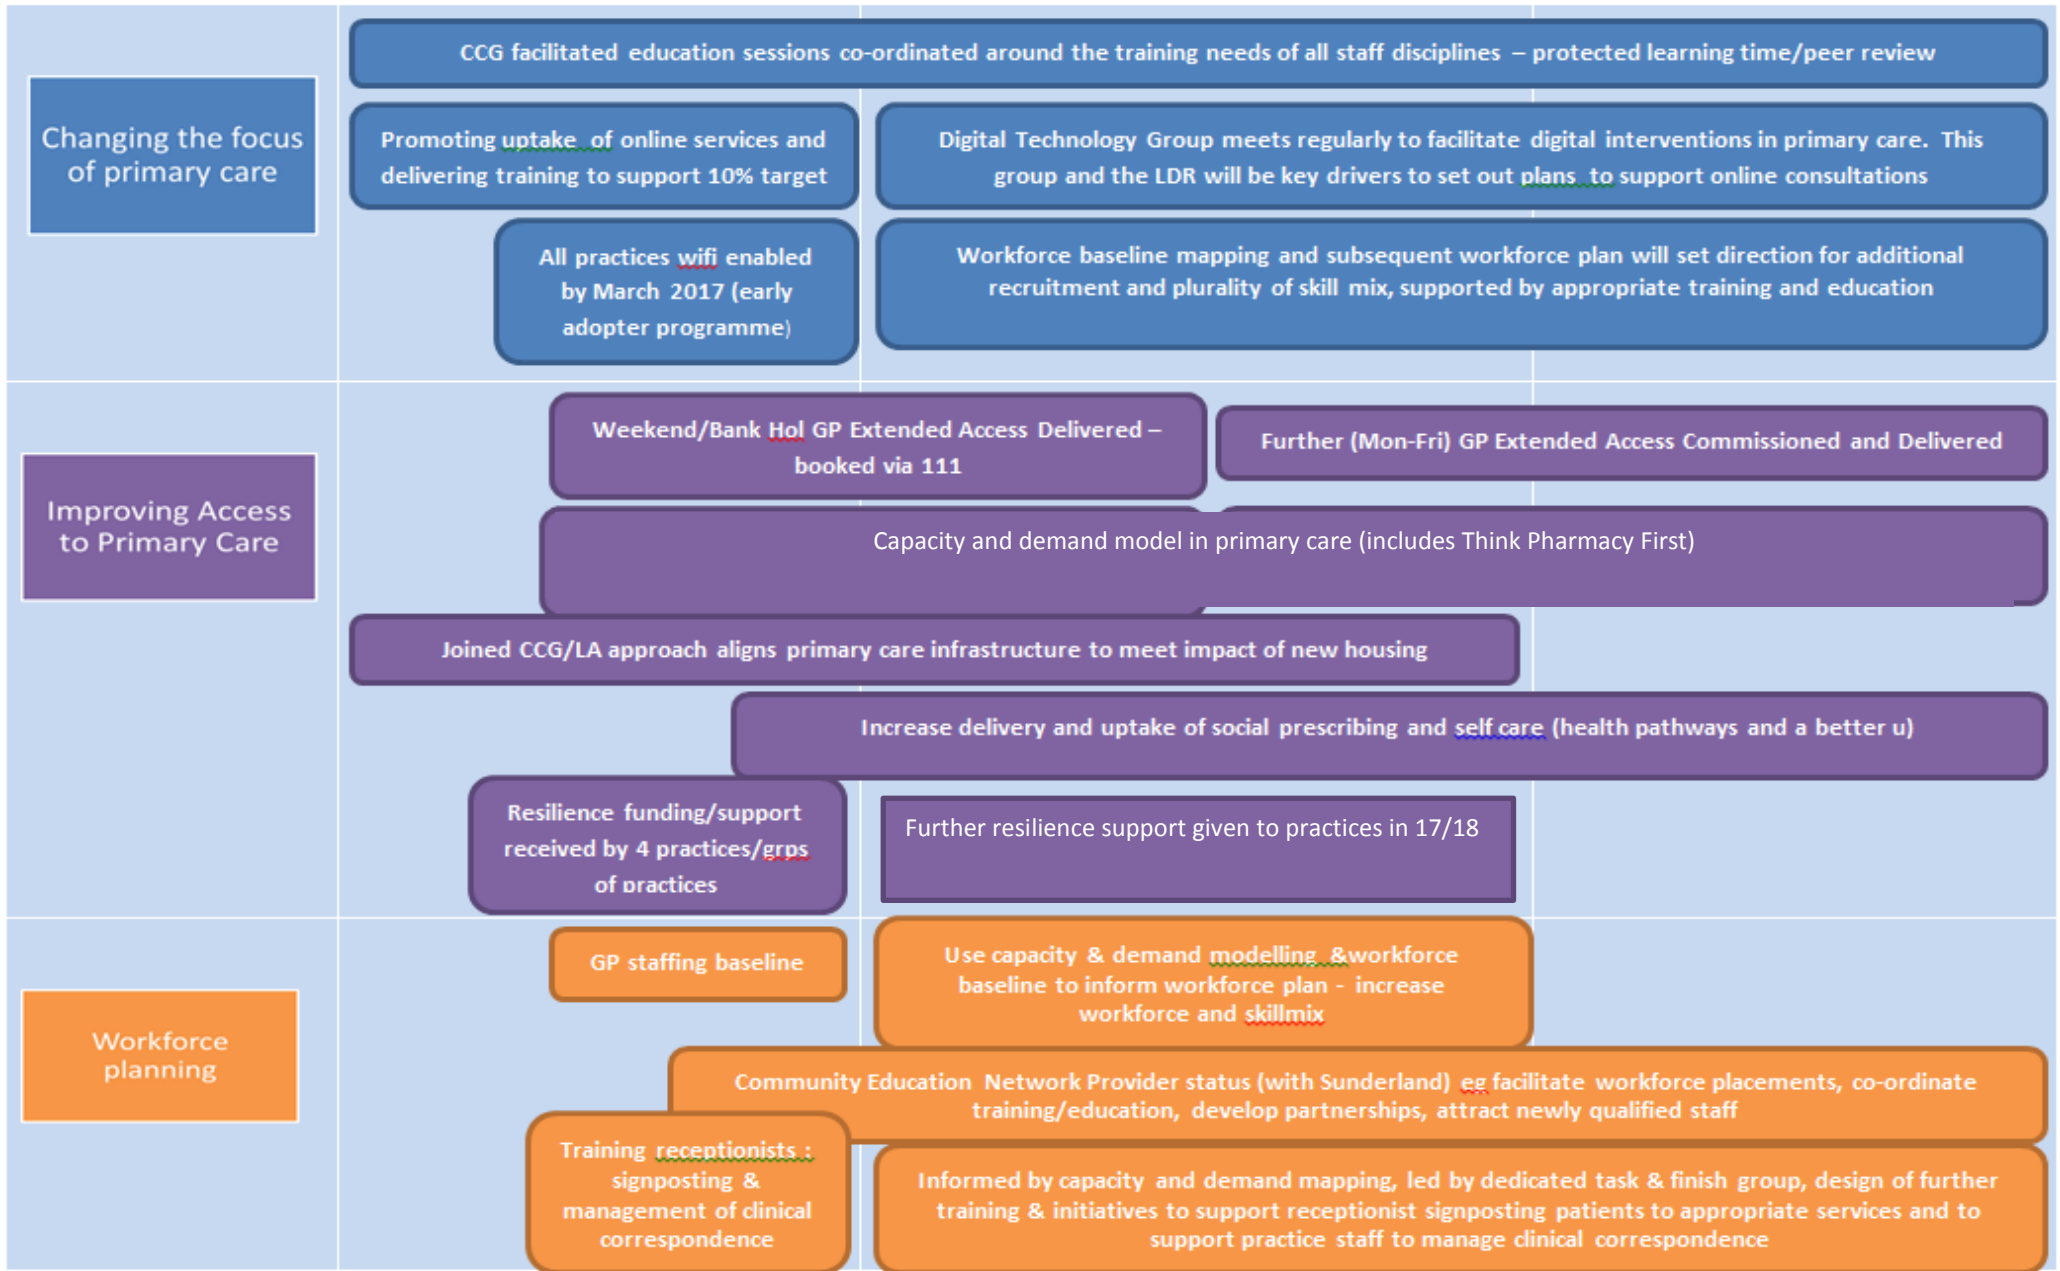 Changing the focus
of primary care
CCG facilitated education sessions co-ordinated around the training needs of all staff disciplines – protected learning time/peer review
Promoting uptake of online services and
delivering training to support 10% target
Digital Technology Group meets regularly to facilitate digital interventions in primary care. This
group and the LDR will be key drivers to set out plans to support online consultations
All practices wifi enabled
by March 2017 (early
adopter programme)
Workforce baseline mapping and subsequent workforce plan will set direction for additional
recruitment and plurality of skill mix, supported by appropriate training and education
Improving Access
to Primary Care
Weekend/Bank Hol GP Extended Access Delivered –
booked via 111
Further (Mon-Fri) GP Extended Access Commissioned and Delivered
Capacity and demand model in primary care (includes Think Pharmacy First)
Joined CCG/LA approach aligns primary care infrastructure to meet impact of new housing
Increase delivery and uptake of social prescribing and self care (health pathways and a better u)
Resilience funding/support
received by 4 practices/grps
of practices
Further resilience support given to practices in 17/18
Workforce
planning
GP staffing baseline
Use capacity & demand modelling &workforce
baseline to inform workforce plan - increase
workforce and skillmix
Community Education Network Provider status (with Sunderland) eg facilitate workforce placements, co-ordinate
training/education, develop partnerships, attract newly qualified staff
Training receptionists :
signposting &
management of clinical
correspondence
Informed by capacity and demand mapping, led by dedicated task & finish group, design of further
training & initiatives to support receptionist signposting patients to appropriate services and to
support practice staff to manage clinical correspondence